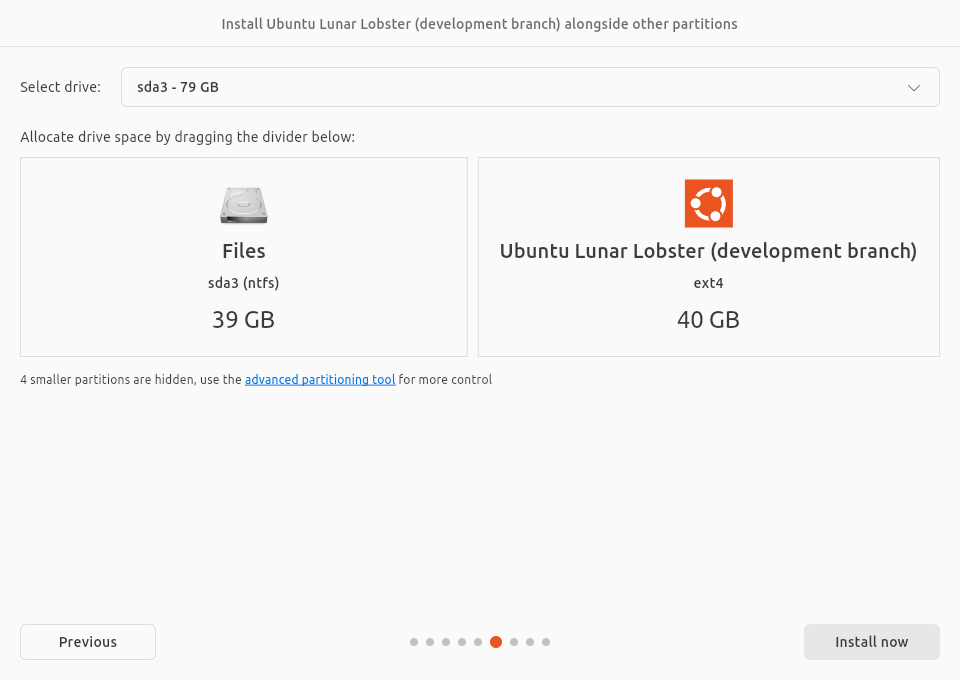 Install Ubuntu Lunar Lobster (development branch) alongside other partitions
Select drive: sda3 - 79 GB
Allocate drive space by dragging the divider below:
Files
sda3 (ntfs)
39 GB
Ubuntu Lunar Lobster (development branch)
ext4
40 GB
4 smaller partitions are hidden, use the advanced partitioning tool for more control
Previous
Install now